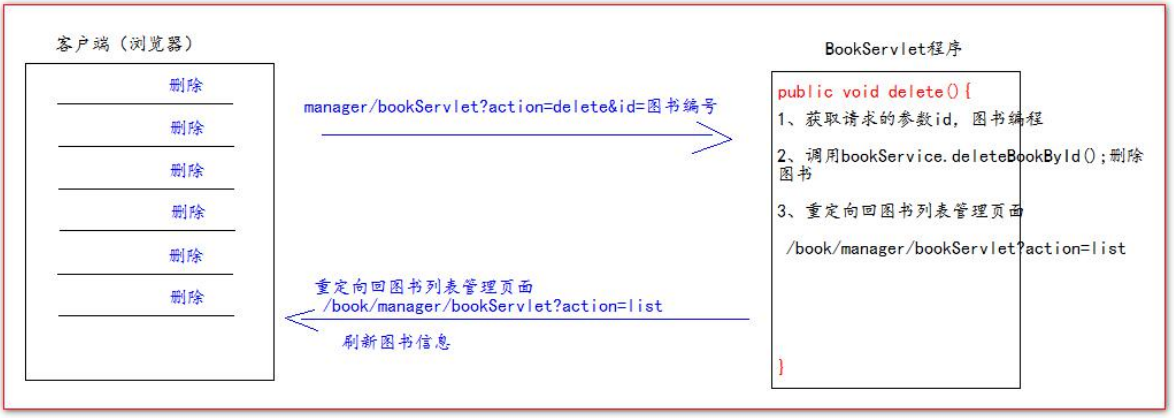 客户端（浏览器）
删除
删除
删除
删除
删除
删除
manager/bookServlet?action=delete&id=图书编号
重定向回图书列表管理页面
/book/manager/bookServlet?action=list
刷新图书信息
BookServlet程序
public void delete(){
1、获取请求的参数id，图书编程
2、调用bookService.deleteBookById();删除
图书
3、重定向回图书列表管理页面
/book/manager/bookServlet?action=list
}